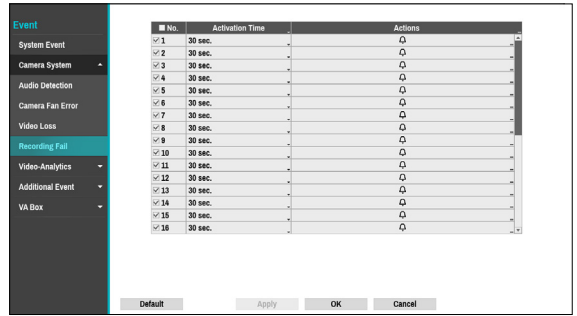 Event
System Event
Camera System
Audio Detection
Camera Fan Error
Video Loss
Recording Fail
Video-Analytics
Additional Event
VA Box
No. Activation Time Actions
1 30 sec.
2 30 sec.
3 30 sec.
4 30 sec.
5 30 sec.
6 30 sec.
7 30 sec.
8 30 sec.
9 30 sec.
10 30 sec.
11 30 sec.
12 30 sec.
13 30 sec.
14 30 sec.
15 30 sec.
16 30 sec.
Default Apply OK Cancel